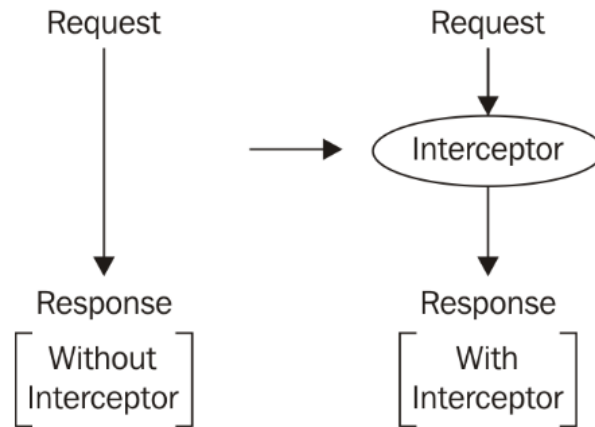 Request
Response
Without
Interceptor
Request
Interceptor
Response
With
Interceptor